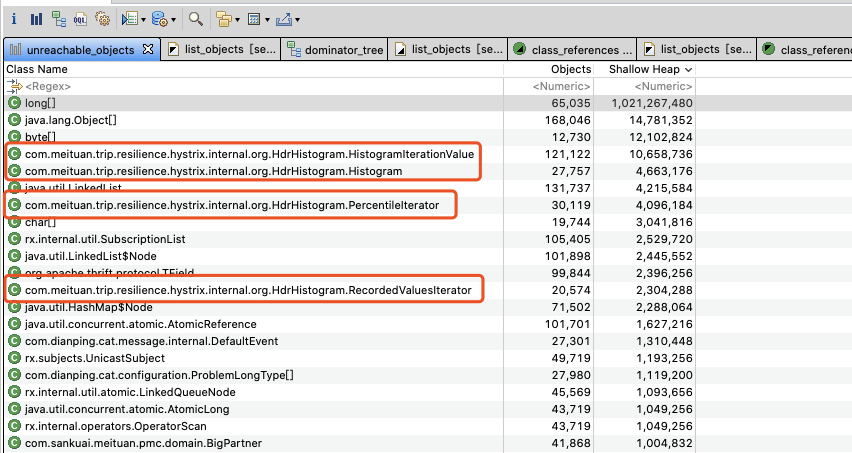 i OQL
unreachable_objects list_objects [se... dominator_tree list_objects [se... class_references ... list_objects [se... class_referenc
Class Name Objects Shallow Heap
<Regex> <Numeric> <Numeric>
long[] 65,035 1,021,267,480
java.lang.Object[] 168,046 14,781,352
byte[] 12,730 12,102,824
com.meituan.trip.resilience.hystrix.internal.org.HdrHistogram.HistogramIterationValue 121,122 10,658,736
com.meituan.trip.resilience.hystrix.internal.org.HdrHistogram.Histogram 27,757 4,663,176
java.util.LinkedList 131,737 4,215,584
com.meituan.trip.resilience.hystrix.internal.org.HdrHistogram.PercentileIterator 30,119 4,096,184
char[] 19,744 3,041,816
rx.internal.util.SubscriptionList 105,405 2,529,720
java.util.LinkedList$Node 101,898 2,445,552
org.apache.thrift.protocol.TField 99,844 2,396,256
com.meituan.trip.resilience.hystrix.internal.org.HdrHistogram.RecordedValuesIterator 20,574 2,304,288
java.util.HashMap$Node 71,502 2,288,064
java.util.concurrent.atomic.AtomicReference 101,701 1,627,216
com.dianping.cat.message.internal.DefaultEvent 27,301 1,310,448
rx.subjects.UnicastSubject 49,719 1,193,256
com.dianping.cat.configuration.ProblemLongType[] 27,980 1,119,200
rx.internal.util.atomic.LinkedQueueNode 45,569 1,093,656
java.util.concurrent.atomic.AtomicLong 43,719 1,049,256
rx.internal.operators.OperatorScan 43,719 1,049,256
com.sankuai.meituan.pmc.domain.BigPartner 41,868 1,004,832